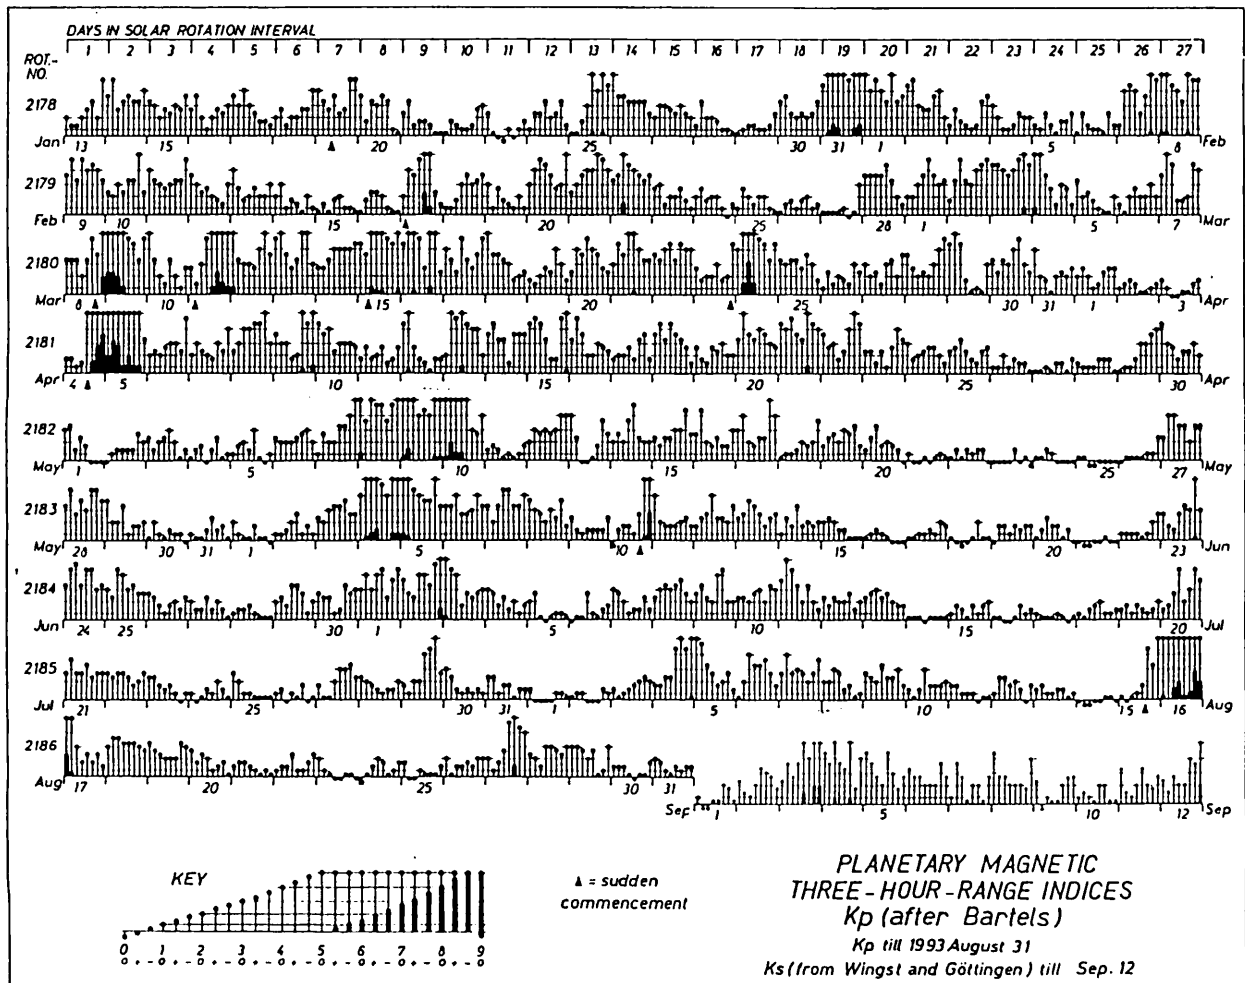 DAYS IN SOLAR ROTATION INTERVAL
1 2 3 4 5 6 7 8 9 10 11 12 13 14 15 16 17 18 19 20 21 22 23 24 25 26 27
ROT.-
NO.
2178
Jan 13 15 ▲ 20 25 30 31 1 5 8 Feb
2179
Feb 9 10 15 ▲ 20 25 28 1 5 7 Mar
2180
Mar 8 ▲ 10 ▲ ▲ 15 20 ▲ 25 30 31 1 3 Apr
2181
Apr 4 ▲ 5 10 15 20 25 30 Apr
2182
May 1 5 10 15 20 25 27 May
2183
May 28 30 31 1 5 10 ▲ 15 20 23 Jun
2184
Jun 24 25 30 1 5 10 15 20 Jul
2185
Jul 21 25 30 31 1 5 10 15 ▲ 16 Aug
2186
Aug 17 20 25 30 31
Sep 1 5 10 12 Sep
KEY
0 1 2 3 4 5 6 7 8 9
o + - o + - o + - o + - o + - o + - o + - o + - o + - o
▲ = sudden
commencement
PLANETARY MAGNETIC
THREE-HOUR-RANGE INDICES
Kp (after Bartels)
Kp till 1993 August 31
Ks (from Wingst and Göttingen) till Sep. 12